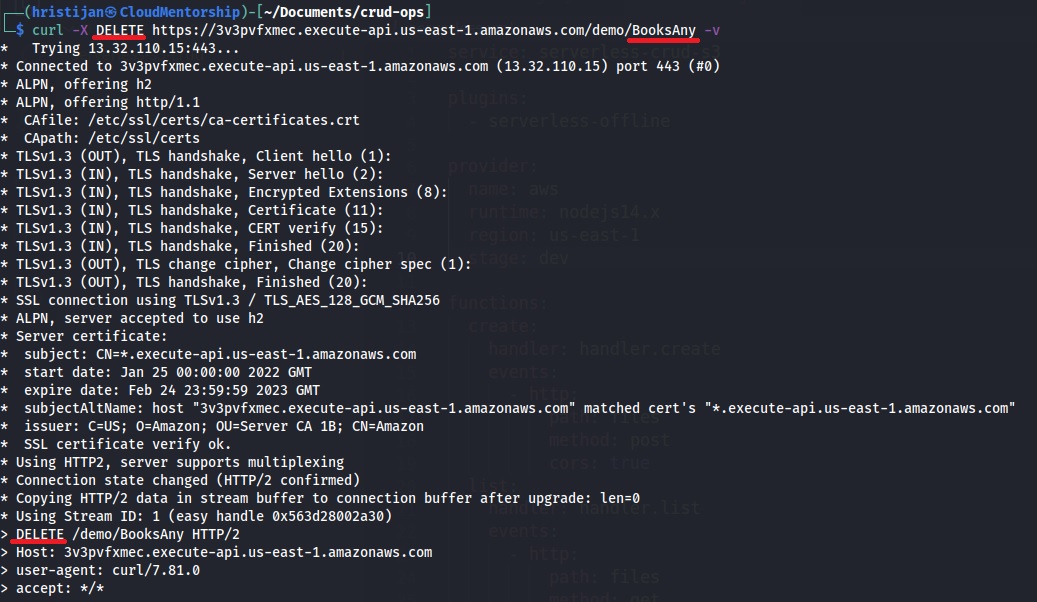 ┌──(hristijan㉿CloudMentorship)-[~/Documents/crud-ops]
└─$ curl -X DELETE https://3v3pvfxmec.execute-api.us-east-1.amazonaws.com/demo/BooksAny -v
service: serverless-crud-s3
*   Trying 13.32.110.15:443...
* Connected to 3v3pvfxmec.execute-api.us-east-1.amazonaws.com (13.32.110.15) port 443 (#0)
* ALPN, offering h2
plugins:
* ALPN, offering http/1.1
*  CAfile: /etc/ssl/certs/ca-certificates.crt
- serverless-offline
*  CApath: /etc/ssl/certs
* TLSv1.3 (OUT), TLS handshake, Client hello (1):
provider:
* TLSv1.3 (IN), TLS handshake, Server hello (2):
* TLSv1.3 (IN), TLS handshake, Encrypted Extensions (8):
name: aws
* TLSv1.3 (IN), TLS handshake, Certificate (11):
runtime: nodejs14.x
* TLSv1.3 (IN), TLS handshake, CERT verify (15):
region: us-east-1
* TLSv1.3 (IN), TLS handshake, Finished (20):
stage: dev
* TLSv1.3 (OUT), TLS change cipher, Change cipher spec (1):
* TLSv1.3 (OUT), TLS handshake, Finished (20):
* SSL connection using TLSv1.3 / TLS_AES_128_GCM_SHA256
functions:
* ALPN, server accepted to use h2
create:
* Server certificate:
*  subject: CN=*.execute-api.us-east-1.amazonaws.com
handler: handler.create
*  start date: Jan 25 00:00:00 2022 GMT
events:
*  expire date: Feb 24 23:59:59 2023 GMT
- http:
*  subjectAltName: host "3v3pvfxmec.execute-api.us-east-1.amazonaws.com" matched cert's "*.execute-api.us-east-1.amazonaws.com"
path: files
*  issuer: C=US; O=Amazon; OU=Server CA 1B; CN=Amazon
method: post
*  SSL certificate verify ok.
* Using HTTP2, server supports multiplexing
cors: true
* Connection state changed (HTTP/2 confirmed)
list:
* Copying HTTP/2 data in stream buffer to connection buffer after upgrade: len=0
handler: handler.list
* Using Stream ID: 1 (easy handle 0x563d28002a30)
events:
> DELETE /demo/BooksAny HTTP/2
> Host: 3v3pvfxmec.execute-api.us-east-1.amazonaws.com
- http:
> user-agent: curl/7.81.0
path: files
> accept: */*
method: get